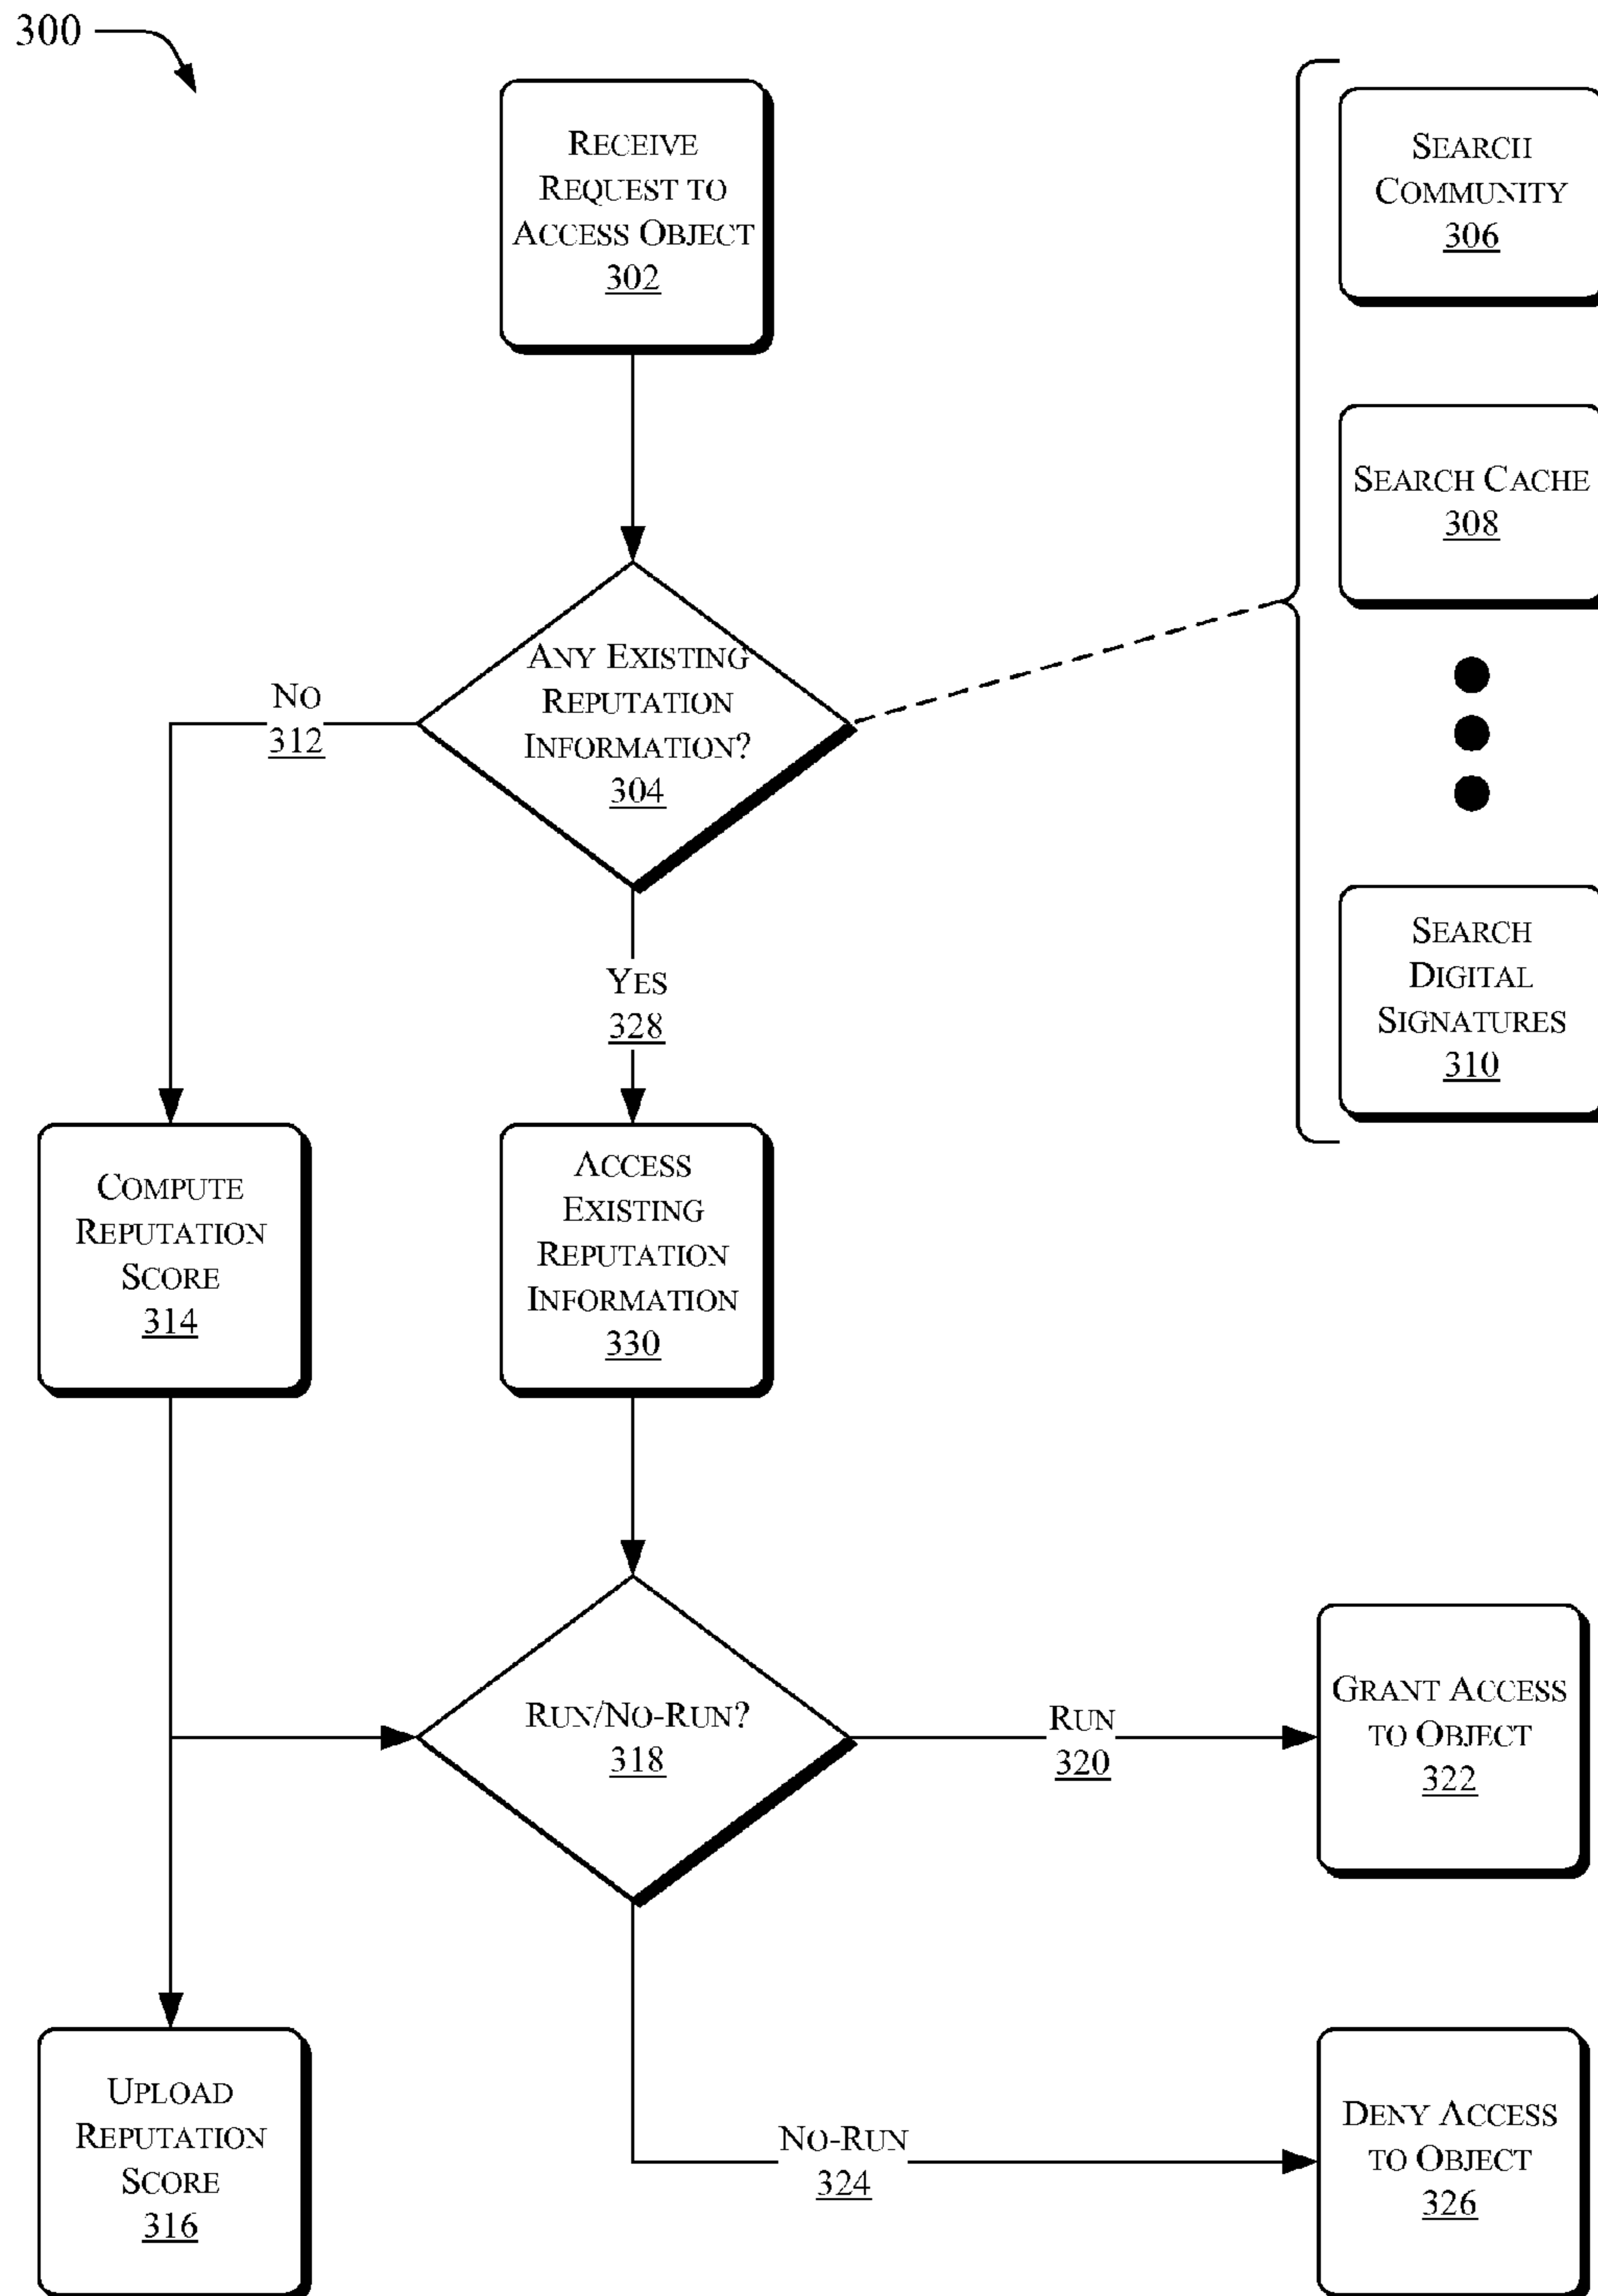 300
RECEIVE
REQUEST TO
ACCESS OBJECT
302
ANY EXISTING
REPUTATION
INFORMATION?
304
SEARCH
COMMUNITY
306
SEARCH CACHE
308
SEARCH
DIGITAL
SIGNATURES
310
NO
312
YES
328
COMPUTE
REPUTATION
SCORE
314
ACCESS
EXISTING
REPUTATION
INFORMATION
330
RUN/NO-RUN?
318
RUN
320
GRANT ACCESS
TO OBJECT
322
UPLOAD
REPUTATION
SCORE
316
NO-RUN
324
DENY ACCESS
TO OBJECT
326